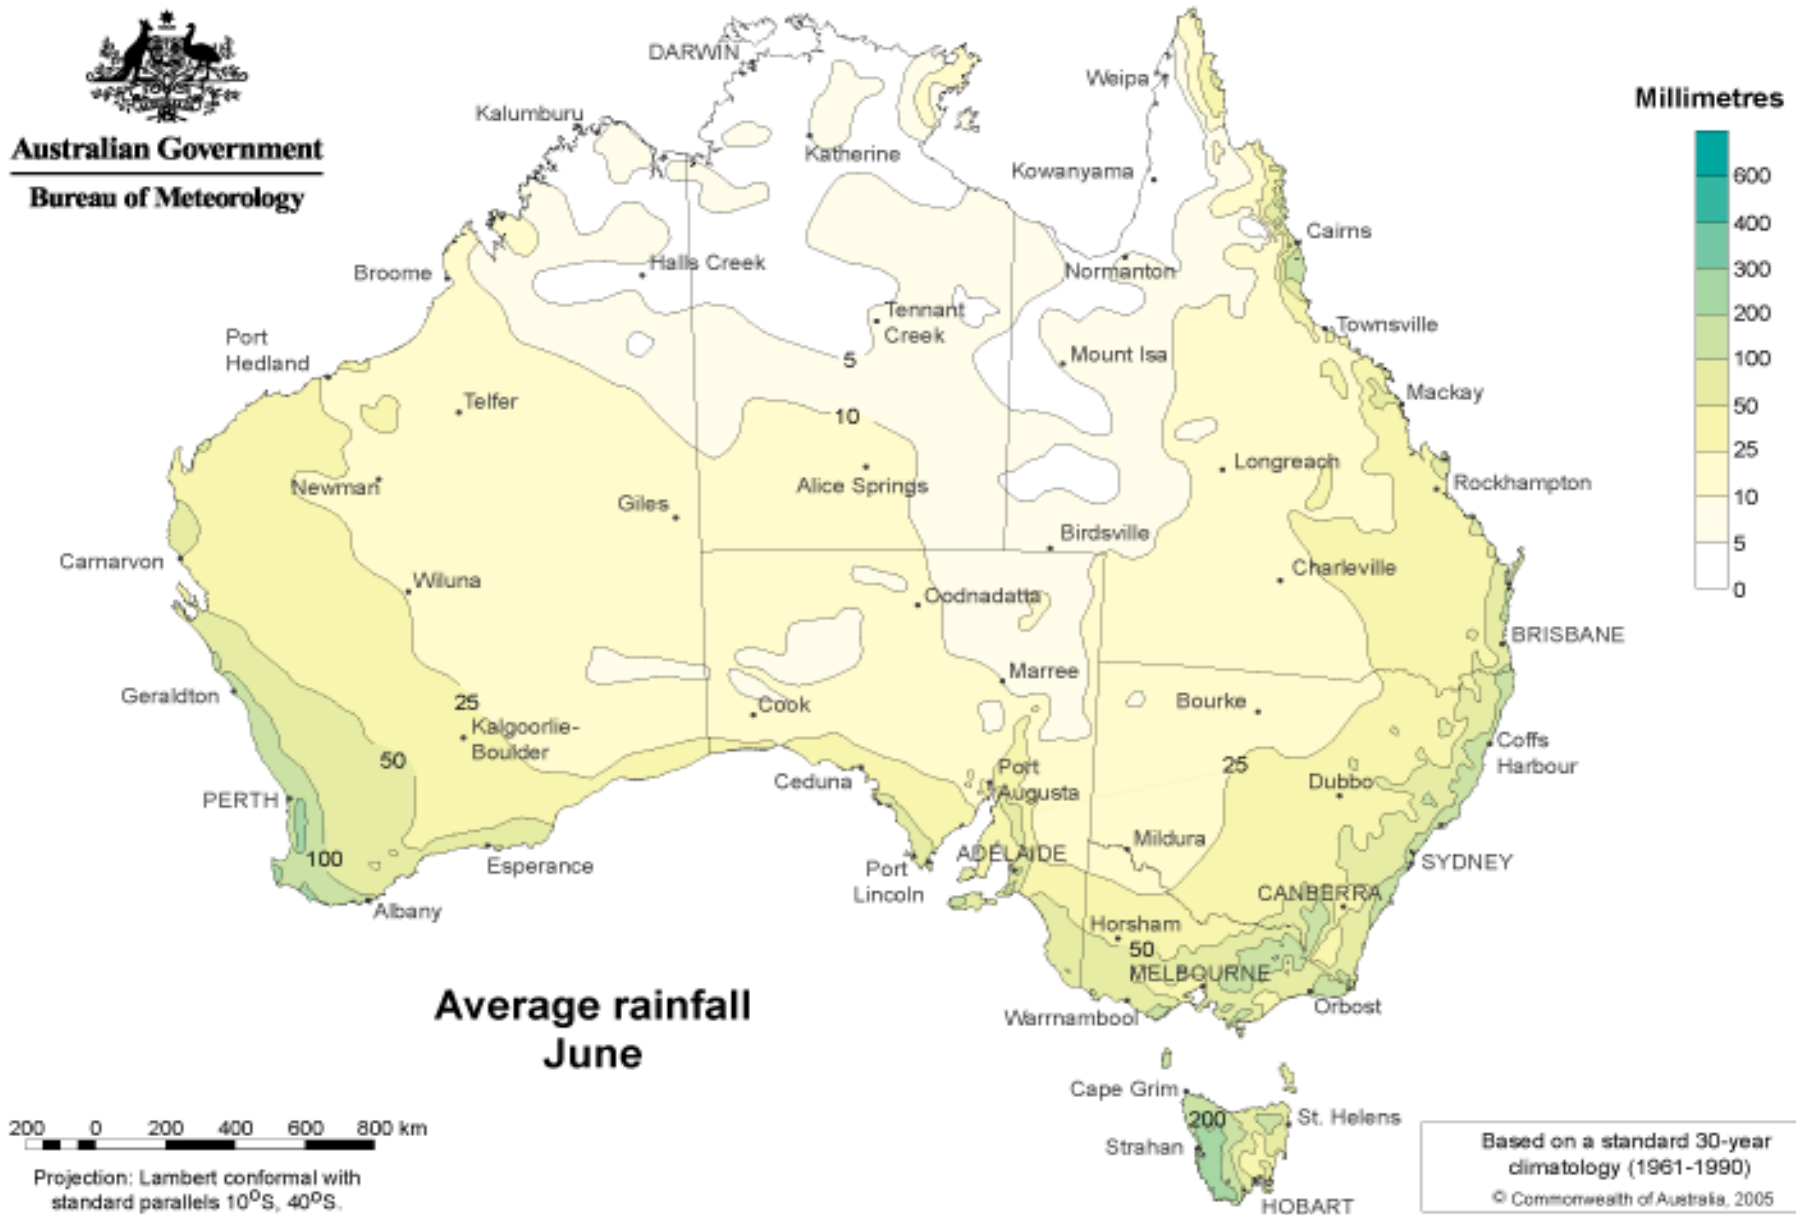 Australian Government
Bureau of Meteorology
DARWIN
Weipa
Kalumburu
Katherine
Kowanyama
Millimetres
600
400
300
200
100
50
25
10
5
0
Cairns
Broome
Halls Creek
Normanton
Tennant
Creek
Townsville
Port
Hedland
5
Mount Isa
Mackay
Telfer
10
Newman
Alice Springs
Longreach
Rockhampton
Giles
Birdsville
Carnarvon
Charleville
Wiluna
Oodnadatta
BRISBANE
Geraldton
Marree
25
Cook
Bourke
Kalgoorlie-
Boulder
50
Coffs
Harbour
25
PERTH
Ceduna
Port
Augusta
Dubbo
100
Esperance
ADELAIDE
Mildura
SYDNEY
Port
Lincoln
CANBERRA
Albany
Horsham
50
MELBOURNE
Warrnambool
Orbost
Average rainfall
June
Cape Grim
200
St. Helens
Strahan
HOBART
200 0 200 400 600 800 km
Projection: Lambert conformal with
standard parallels 10°S, 40°S.
Based on a standard 30-year
climatology (1961-1990)
© Commonwealth of Australia, 2005